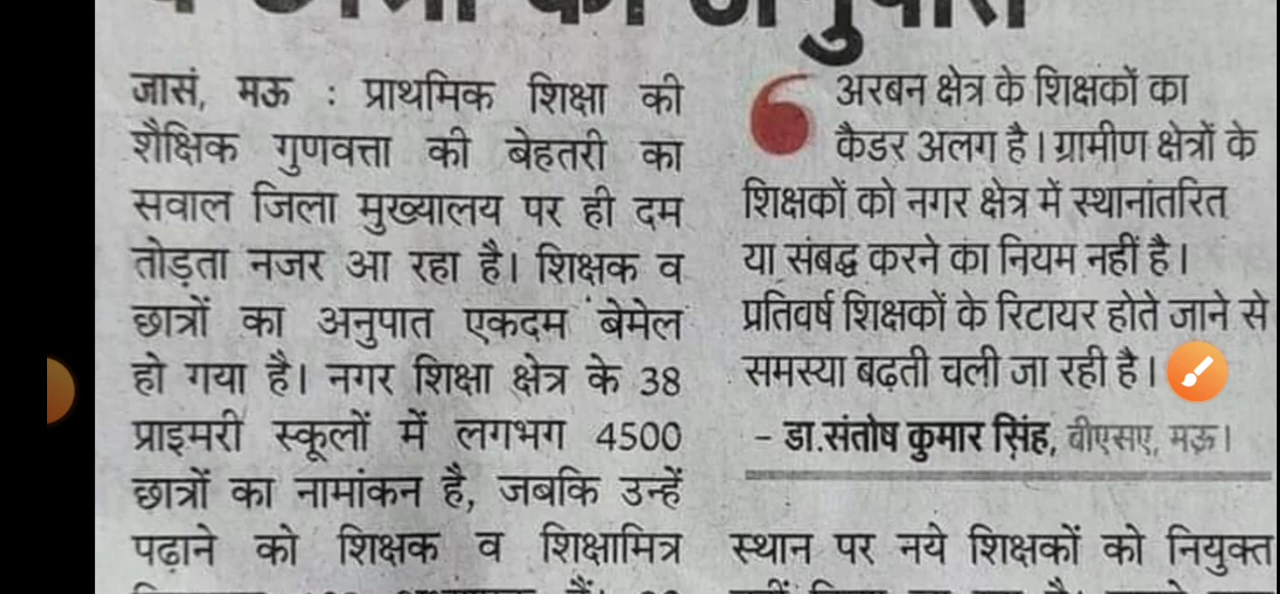 व छात्रों का अनुपात
जासं, मऊ : प्राथमिक शिक्षा की
शैक्षिक गुणवत्ता की बेहतरी का
सवाल जिला मुख्यालय पर ही दम
तोड़ता नजर आ रहा है। शिक्षक व
छात्रों का अनुपात एकदम बेमेल
हो गया है। नगर शिक्षा क्षेत्र के 38
प्राइमरी स्कूलों में लगभग 4500
छात्रों का नामांकन है, जबकि उन्हें
पढ़ाने को शिक्षक व शिक्षामित्र
अरबन क्षेत्र के शिक्षकों का
कैडर अलग है। ग्रामीण क्षेत्रों के
शिक्षकों को नगर क्षेत्र में स्थानांतरित
या संबद्ध करने का नियम नहीं है।
प्रतिवर्ष शिक्षकों के रिटायर होते जाने से
समस्या बढ़ती चली जा रही है।
- डा.संतोष कुमार सिंह, बीएसए, मऊ।
स्थान पर नये शिक्षकों को नियुक्त